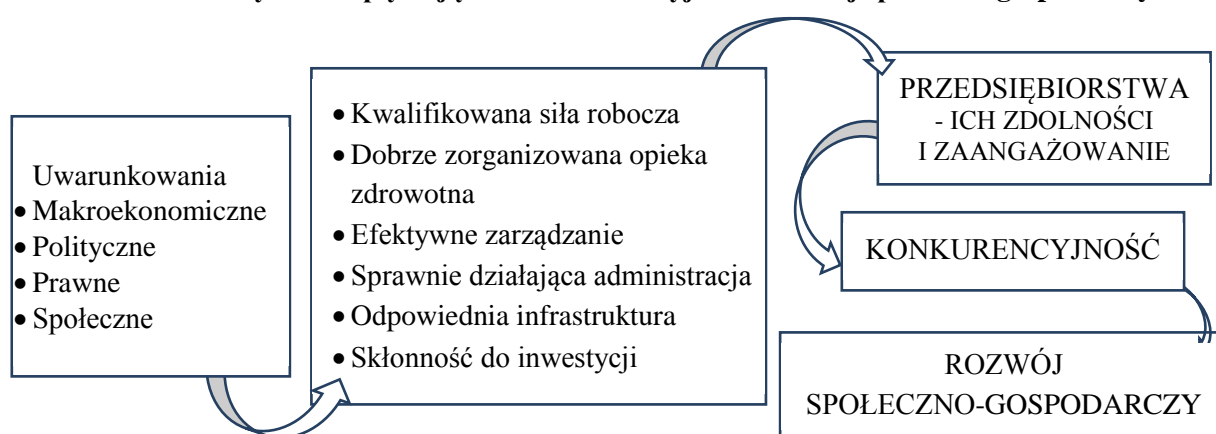 Uwarunkowania
• Makroekonomiczne
• Polityczne
• Prawne
• Społeczne
• Kwalifikowana siła robocza
• Dobrze zorganizowana opieka
zdrowotna
• Efektywne zarządzanie
• Sprawnie działająca administracja
• Odpowiednia infrastruktura
• Skłonność do inwestycji
PRZEDSIĘBIORSTWA
- ICH ZDOLNOŚCI
I ZAANGAŻOWANIE
KONKURENCYJNOŚĆ
ROZWÓJ
SPOŁECZNO-GOSPODARCZY